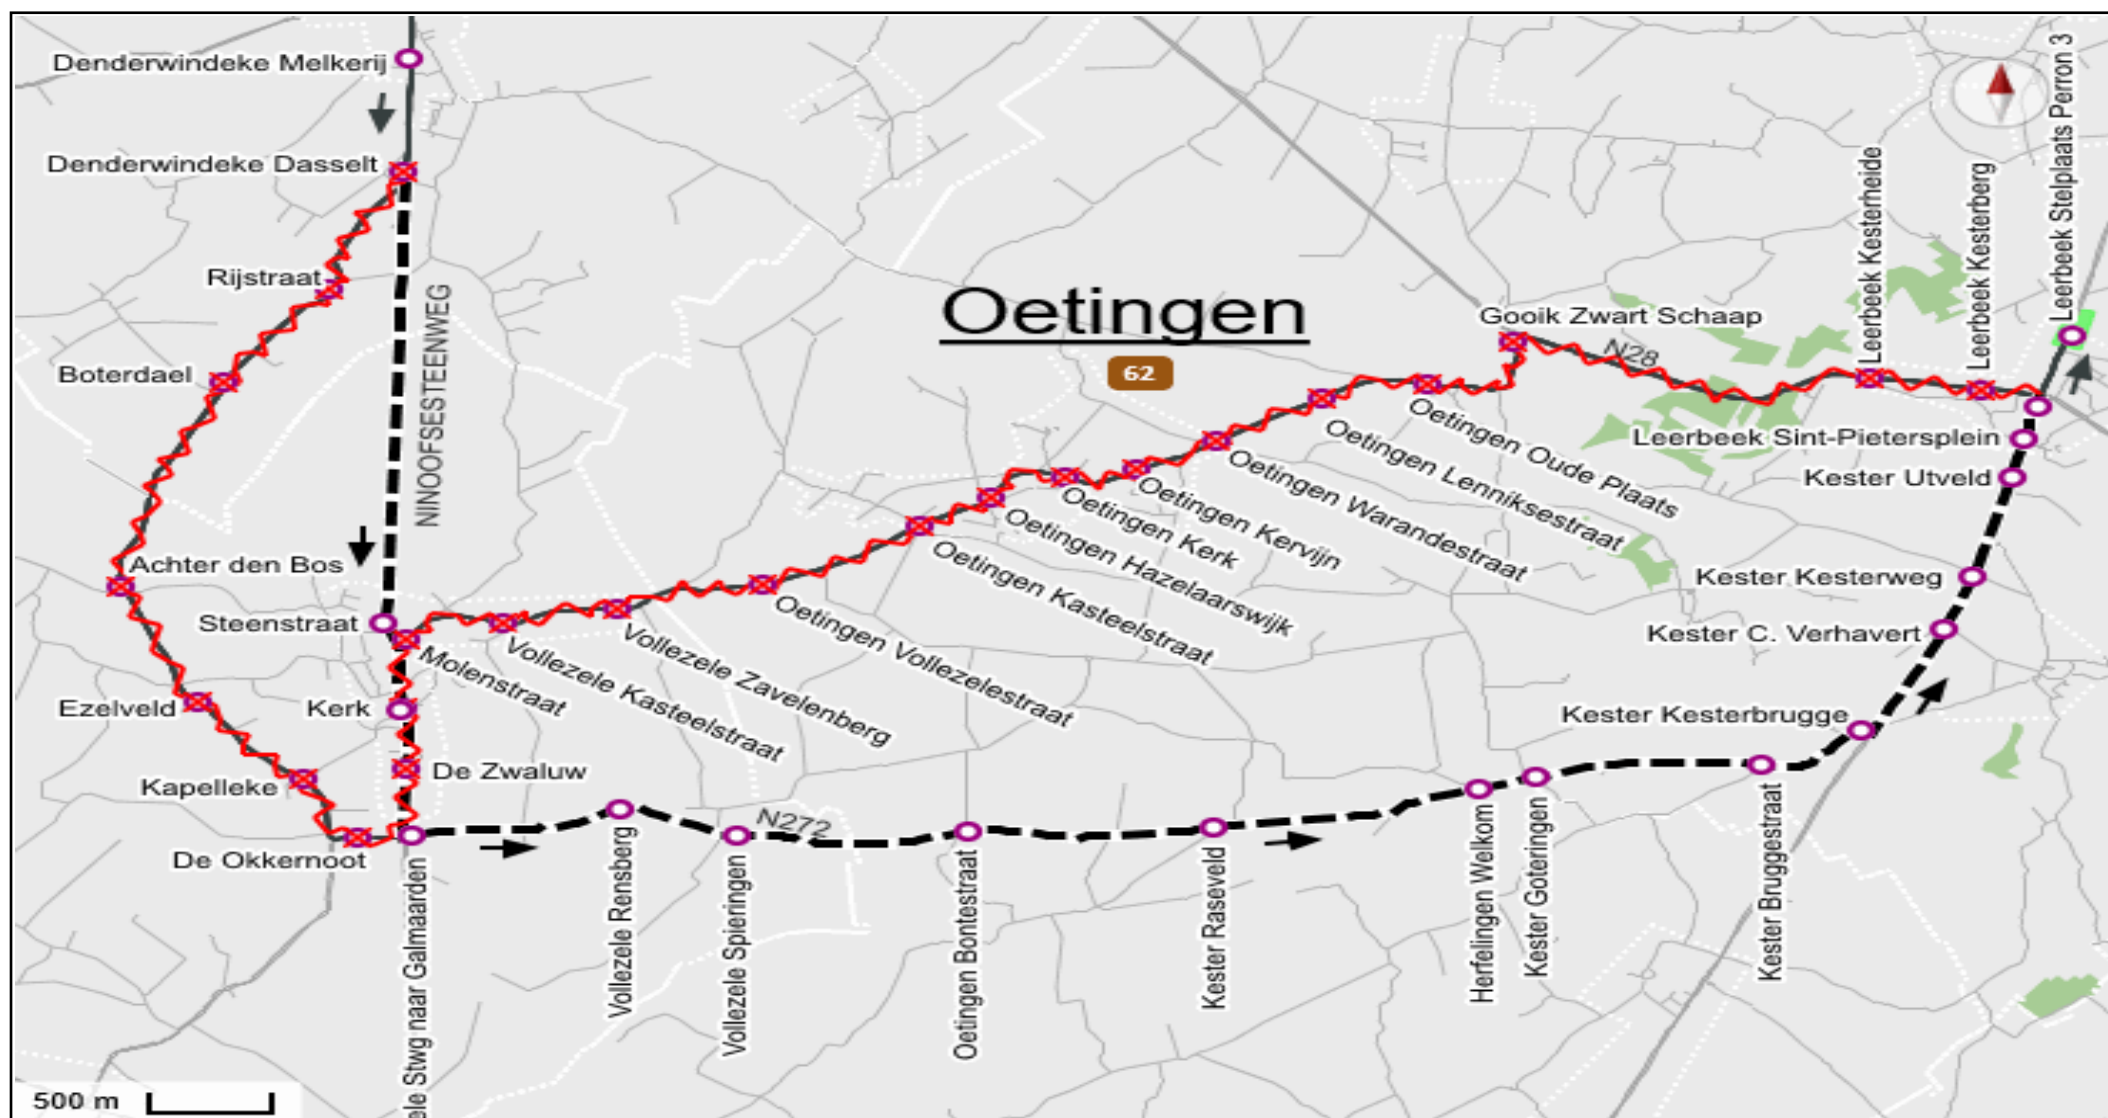 Denderwindeke Melkerij
Denderwindeke Dasselt
Rijstraat
Boterdael
NINOOFSESTEENWEG
Achter den Bos
Steenstraat
Ezelveld
Kerk
Kapelleke
De Zwaluw
De Okkernoot
Oetingen
62
Molenstraat
Vollezele Kasteelstraat
Vollezele Zavelenberg
Oetingen Vollezelestraat
Oetingen Kasteelstraat
Oetingen Hazelaarswijk
Oetingen Kerk
Oetingen Kervijn
Oetingen Warandestraat
Oetingen Lenniksestraat
Oetingen Oude Plaats
Gooik Zwart Schaap
N28
Leerbeek Kesterheide
Leerbeek Kesterberg
Leerbeek Stelplaats Perron 3
Leerbeek Sint-Pietersplein
Kester Utveld
Kester Kesterweg
Kester C. Verhavert
Kester Kesterbrugge
ele Stwg naar Galmaarden
Vollezele Rensberg
Vollezele Spieringen
N272
Oetingen Bontestraat
Kester Raseveld
Herfelingen Welkom
Kester Goteringen
Kester Bruggestraat
500 m